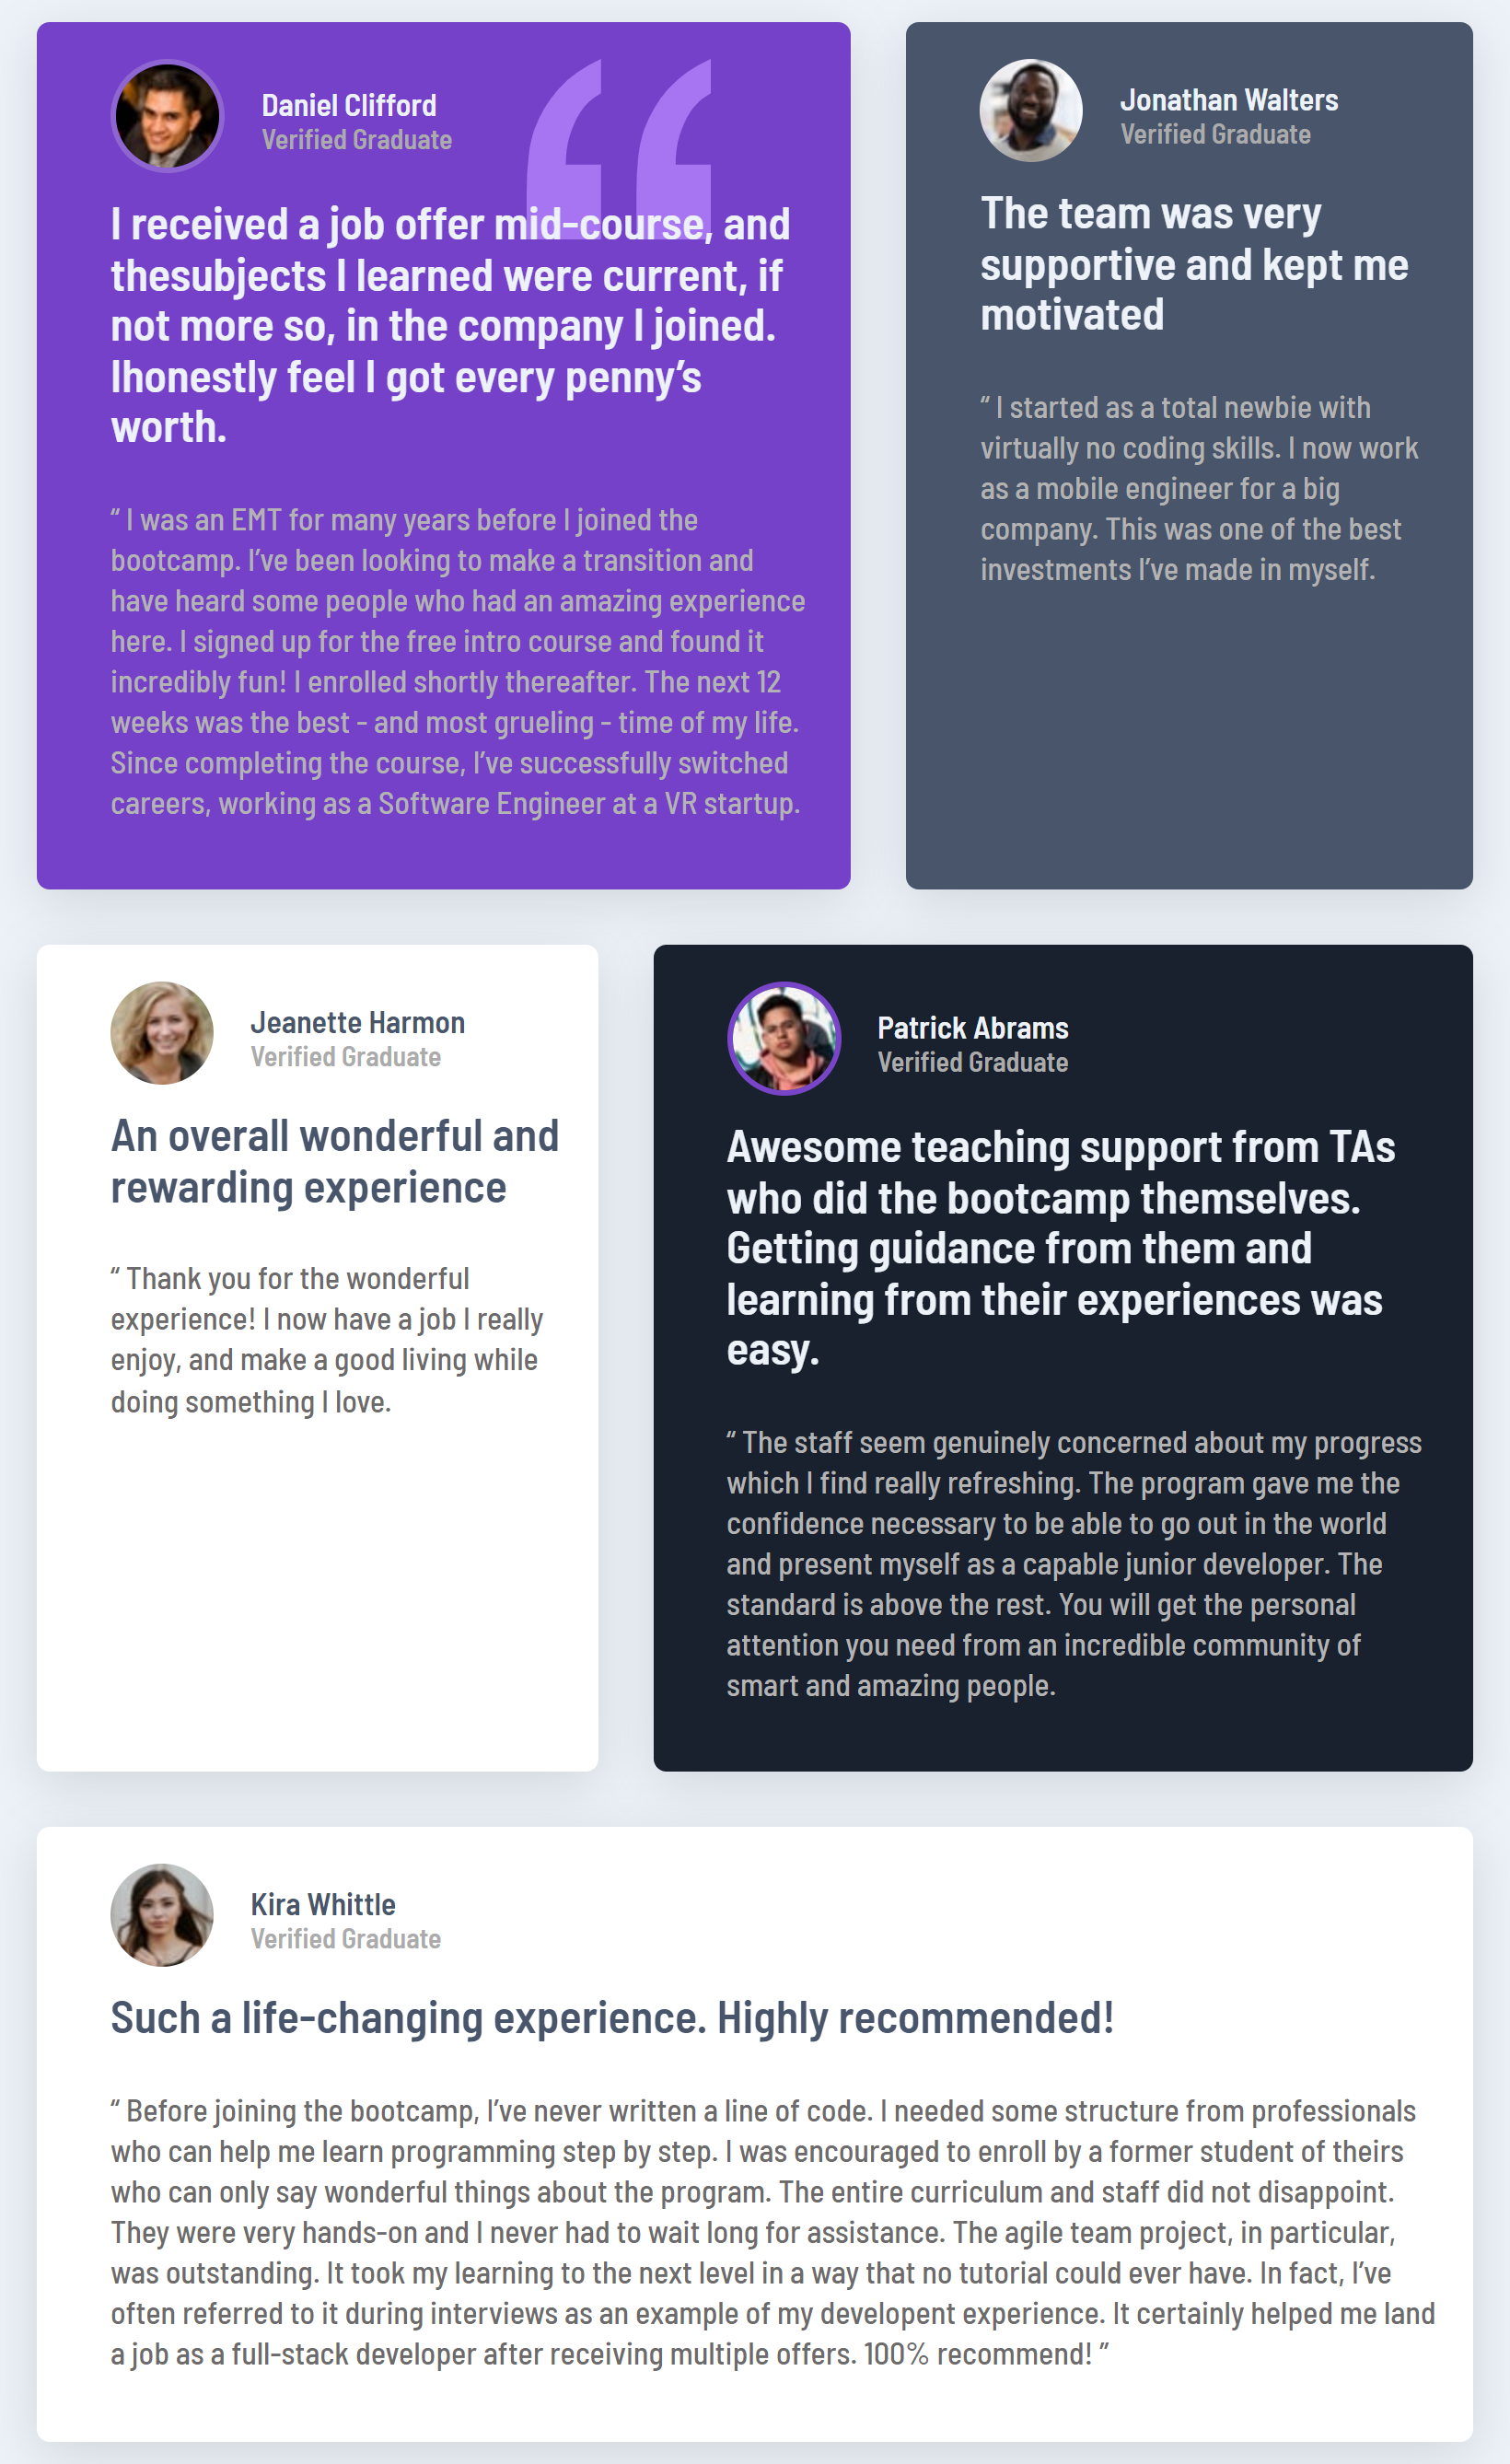 Daniel Clifford
Verified Graduate
I received a job offer mid-course, and
thesubjects I learned were current, if
not more so, in the company I joined.
Ihonestly feel I got every penny’s
worth.
“ I was an EMT for many years before I joined the
bootcamp. I’ve been looking to make a transition and
have heard some people who had an amazing experience
here. I signed up for the free intro course and found it
incredibly fun! I enrolled shortly thereafter. The next 12
weeks was the best - and most grueling - time of my life.
Since completing the course, I’ve successfully switched
careers, working as a Software Engineer at a VR startup.
Jonathan Walters
Verified Graduate
The team was very
supportive and kept me
motivated
“ I started as a total newbie with
virtually no coding skills. I now work
as a mobile engineer for a big
company. This was one of the best
investments I’ve made in myself.
Jeanette Harmon
Verified Graduate
An overall wonderful and
rewarding experience
“ Thank you for the wonderful
experience! I now have a job I really
enjoy, and make a good living while
doing something I love.
Patrick Abrams
Verified Graduate
Awesome teaching support from TAs
who did the bootcamp themselves.
Getting guidance from them and
learning from their experiences was
easy.
“ The staff seem genuinely concerned about my progress
which I find really refreshing. The program gave me the
confidence necessary to be able to go out in the world
and present myself as a capable junior developer. The
standard is above the rest. You will get the personal
attention you need from an incredible community of
smart and amazing people.
Kira Whittle
Verified Graduate
Such a life-changing experience. Highly recommended!
“ Before joining the bootcamp, I’ve never written a line of code. I needed some structure from professionals
who can help me learn programming step by step. I was encouraged to enroll by a former student of theirs
who can only say wonderful things about the program. The entire curriculum and staff did not disappoint.
They were very hands-on and I never had to wait long for assistance. The agile team project, in particular,
was outstanding. It took my learning to the next level in a way that no tutorial could ever have. In fact, I’ve
often referred to it during interviews as an example of my developent experience. It certainly helped me land
a job as a full-stack developer after receiving multiple offers. 100% recommend! ”